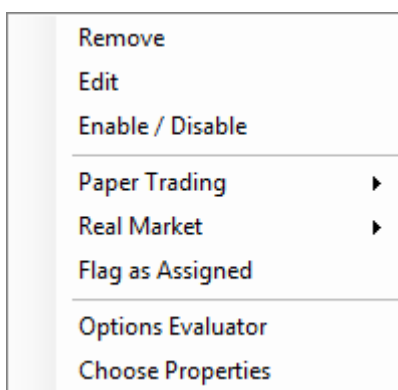 Remove
Edit
Enable / Disable
Paper Trading
Real Market
Flag as Assigned
Options Evaluator
Choose Properties